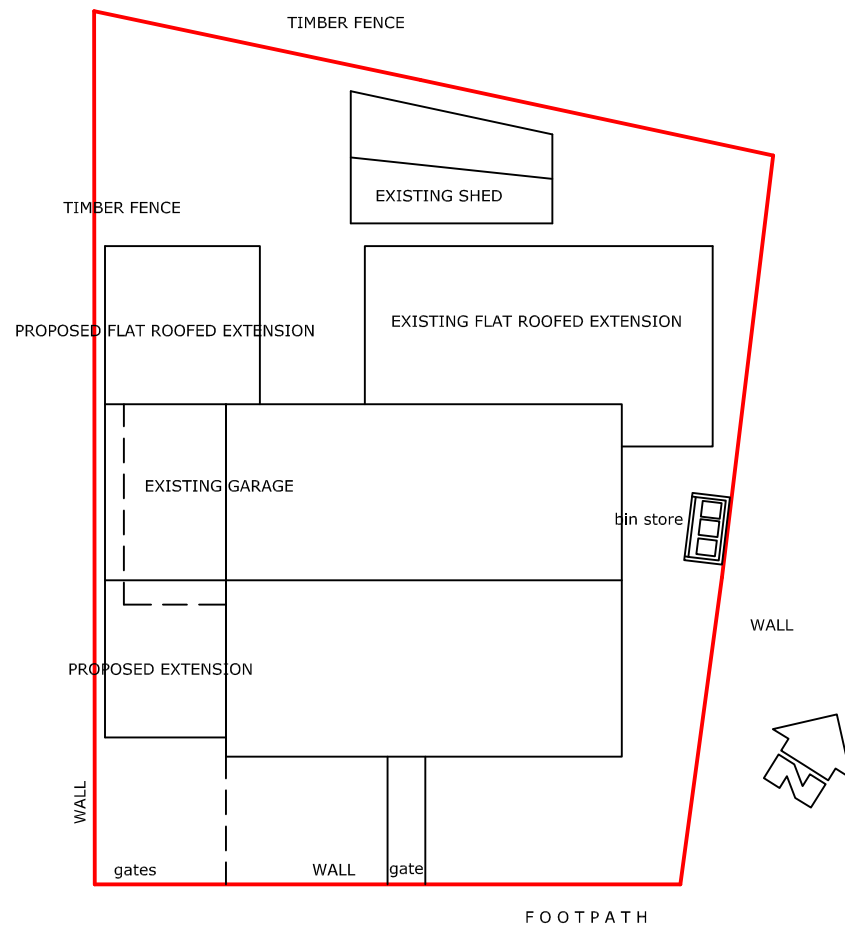 TIMBER FENCE
EXISTING SHED
TIMBER FENCE
PROPOSED FLAT ROOFED EXTENSION
EXISTING FLAT ROOFED EXTENSION
EXISTING GARAGE
bin store
WALL
PROPOSED EXTENSION
N
WALL
gates
WALL
gate
FOOTPATH